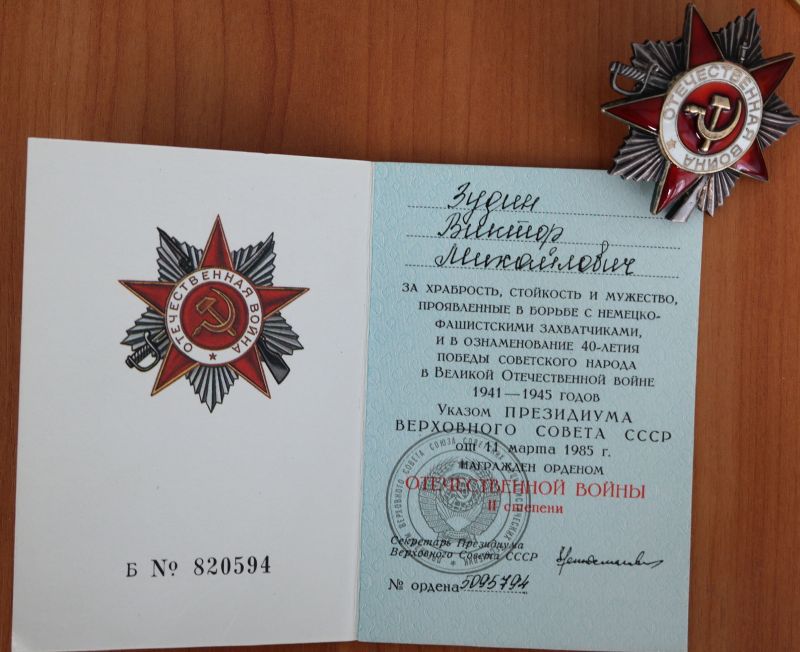 ОТЕЧЕСТВЕННАЯ ВОЙНА
ОТЕЧЕСТВЕННАЯ ВОЙНА
Б № 820594
Зудин
Виктор
Михайлович
ЗА ХРАБРОСТЬ, СТОЙКОСТЬ И МУЖЕСТВО,
ПРОЯВЛЕННЫЕ В БОРЬБЕ С НЕМЕЦКО-
ФАШИСТСКИМИ ЗАХВАТЧИКАМИ,
И В ОЗНАМЕНОВАНИЕ 40-ЛЕТИЯ
ПОБЕДЫ СОВЕТСКОГО НАРОДА
В ВЕЛИКОЙ ОТЕЧЕСТВЕННОЙ ВОЙНЕ
1941—1945 ГОДОВ
УКАЗОМ ПРЕЗИДИУМА
ВЕРХОВНОГО СОВЕТА СССР
от 11 марта 1985 г.
НАГРАЖДЕН ОРДЕНОМ
ОТЕЧЕСТВЕННОЙ ВОЙНЫ
II степени
Секретарь Президиума
Верховного Совета СССР
№ ордена 5095794